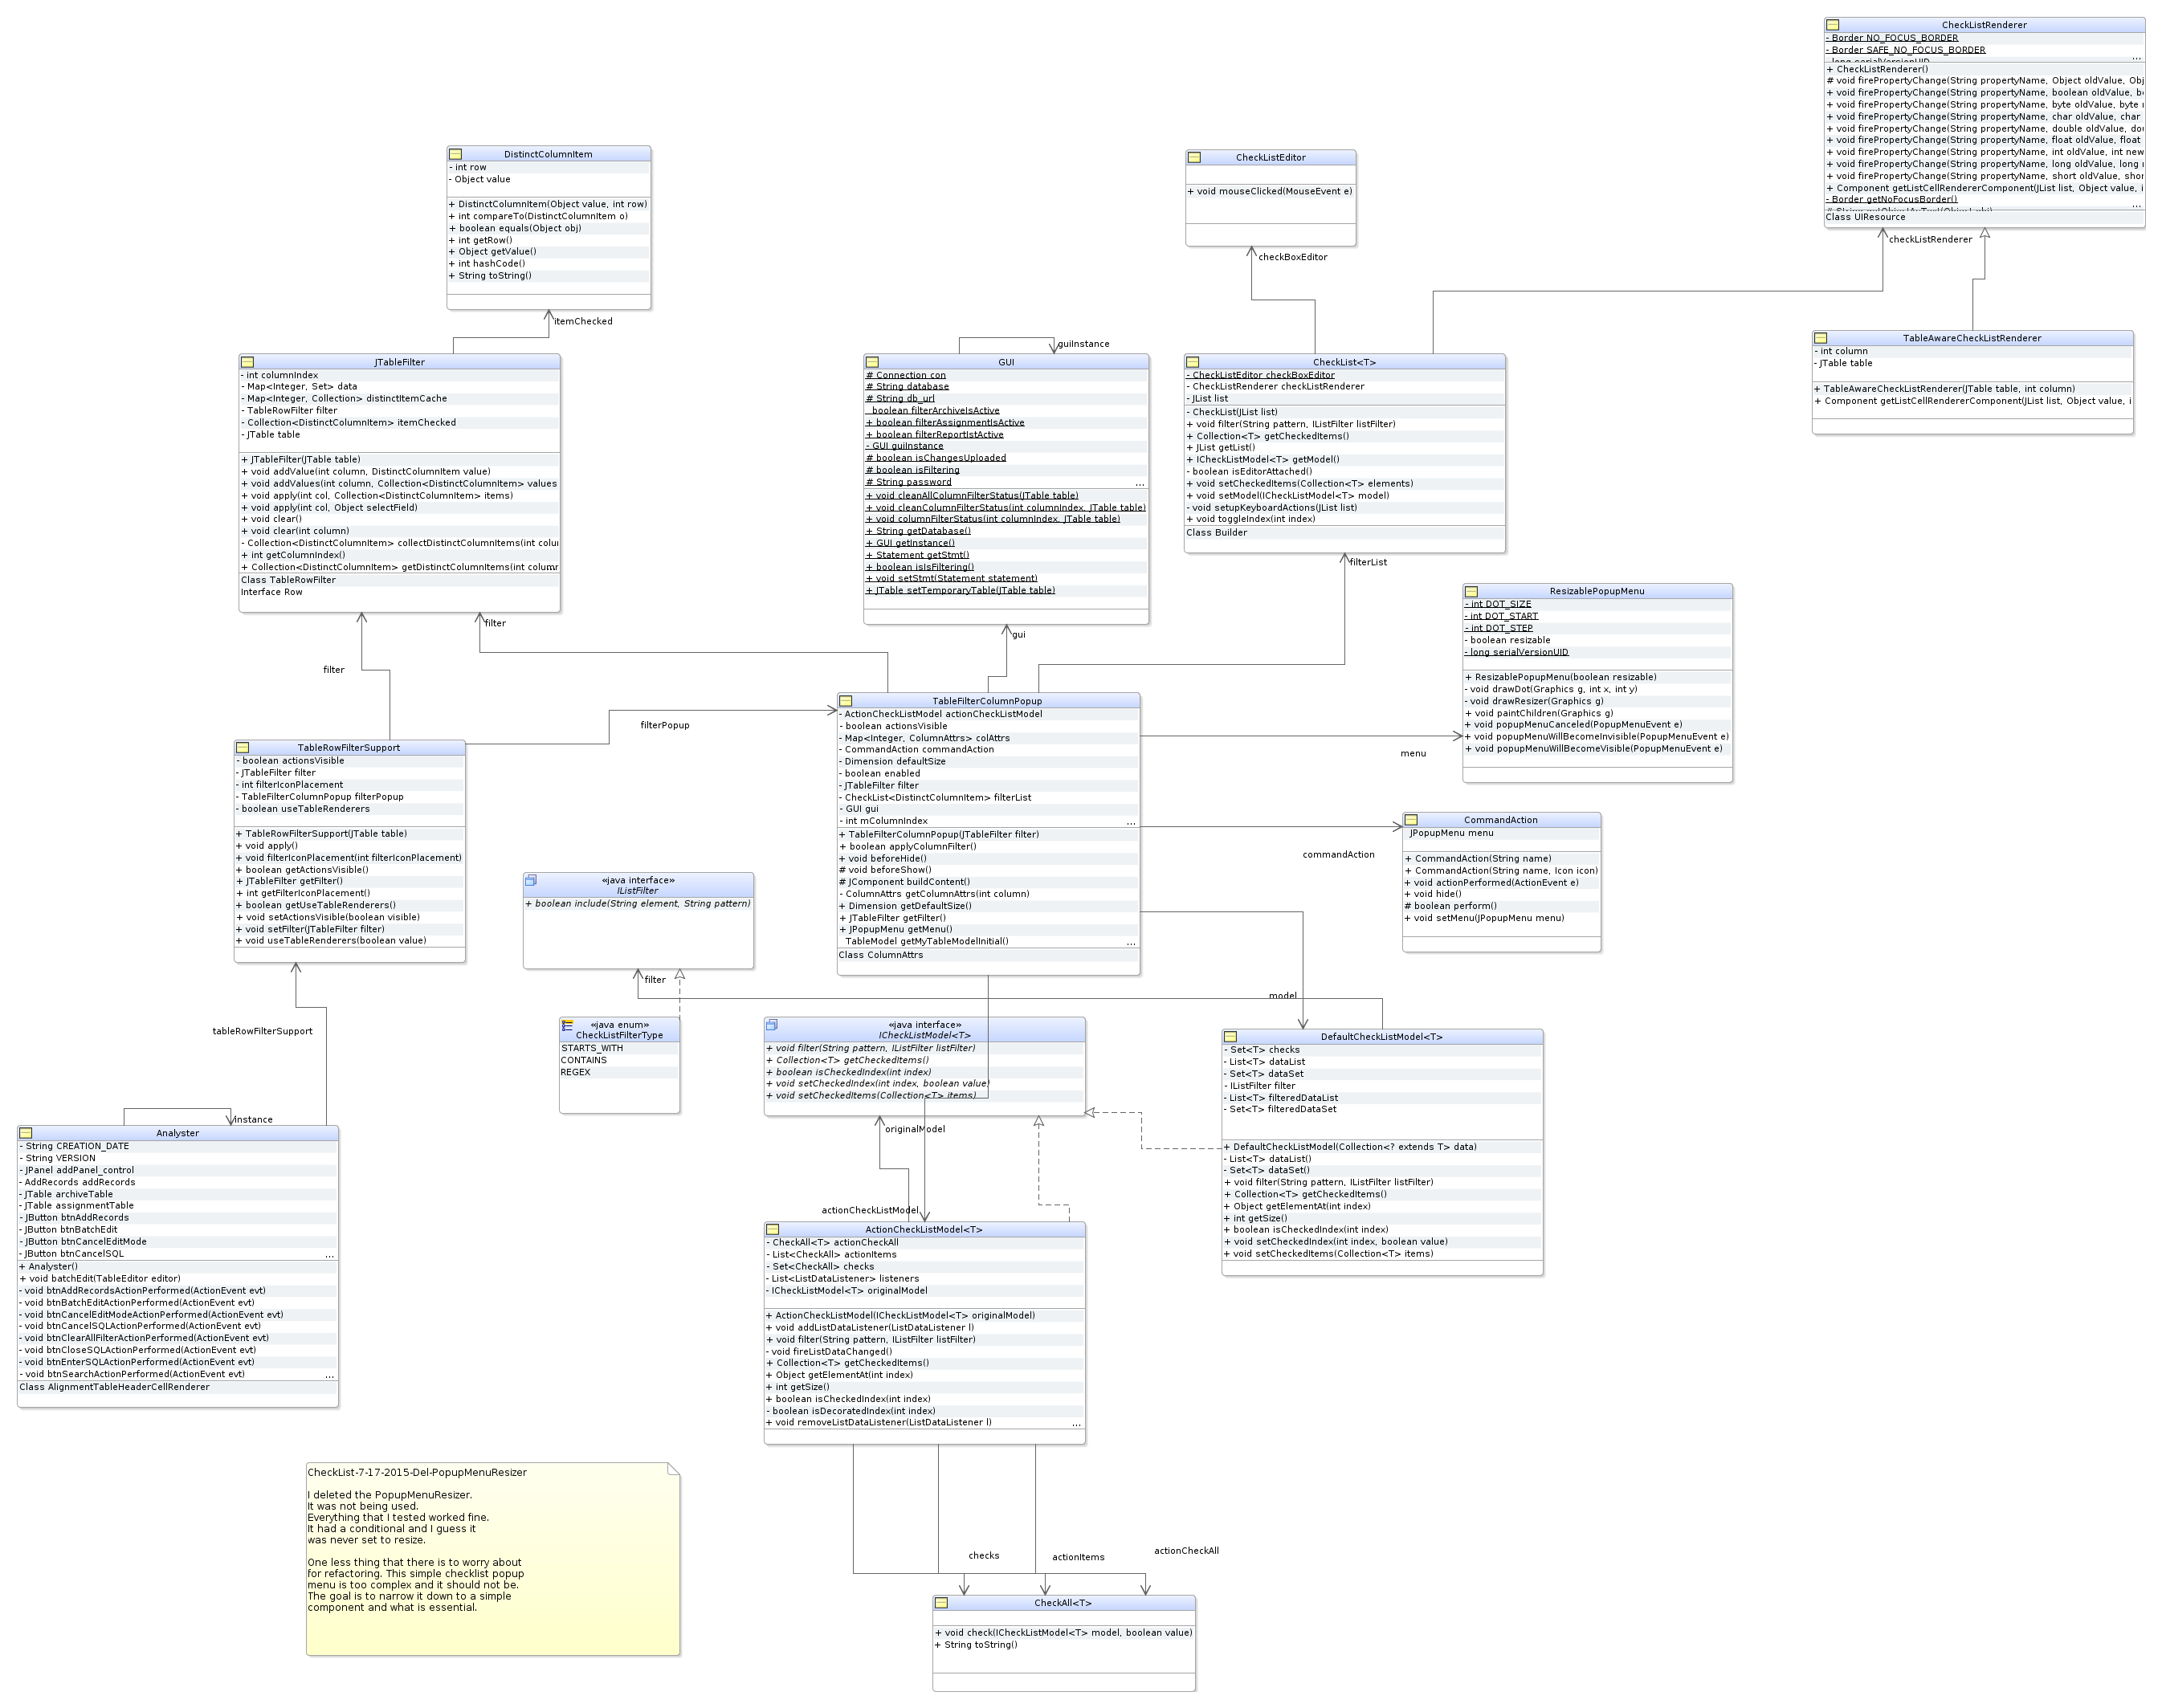 CheckListRenderer
- Border NO_FOCUS_BORDER
- Border SAFE_NO_FOCUS_BORDER
- long serialVersionUID
...
+ CheckListRenderer()
# void firePropertyChange(String propertyName, Object oldValue, Obj
+ void firePropertyChange(String propertyName, boolean oldValue, b
+ void firePropertyChange(String propertyName, byte oldValue, byte
+ void firePropertyChange(String propertyName, char oldValue, char
+ void firePropertyChange(String propertyName, double oldValue, dou
+ void firePropertyChange(String propertyName, float oldValue, float
+ void firePropertyChange(String propertyName, int oldValue, int new
+ void firePropertyChange(String propertyName, long oldValue, long
+ void firePropertyChange(String propertyName, short oldValue, shor
+ Component getListCellRendererComponent(JList list, Object value, i
- Border getNoFocusBorder()
...
Class UIResource
DistinctColumnItem
- int row
- Object value
+ DistinctColumnItem(Object value, int row)
+ int compareTo(DistinctColumnItem o)
+ boolean equals(Object obj)
+ int getRow()
+ Object getValue()
+ int hashCode()
+ String toString()
CheckListEditor
+ void mouseClicked(MouseEvent e)
checkBoxEditor
checkListRenderer
itemChecked
guiInstance
TableAwareCheckListRenderer
- int column
- JTable table
+ TableAwareCheckListRenderer(JTable table, int column)
+ Component getListCellRendererComponent(JList list, Object value, i
JTableFilter
- int columnIndex
- Map<Integer, Set> data
- Map<Integer, Collection> distinctItemCache
- TableRowFilter filter
- Collection<DistinctColumnItem> itemChecked
- JTable table
+ JTableFilter(JTable table)
+ void addValue(int column, DistinctColumnItem value)
+ void addValues(int column, Collection<DistinctColumnItem> values
+ void apply(int col, Collection<DistinctColumnItem> items)
+ void apply(int col, Object selectField)
+ void clear()
+ void clear(int column)
- Collection<DistinctColumnItem> collectDistinctColumnItems(int colu
+ int getColumnIndex()
+ Collection<DistinctColumnItem> getDistinctColumnItems(int column
...
Class TableRowFilter
Interface Row
GUI
# Connection con
# String database
# String db_url
boolean filterArchiveIsActive
+ boolean filterAssignmentIsActive
+ boolean filterReportIstActive
- GUI guiInstance
# boolean isChangesUploaded
# boolean isFiltering
# String password
...
+ void cleanAllColumnFilterStatus(JTable table)
+ void cleanColumnFilterStatus(int columnIndex, JTable table)
+ void columnFilterStatus(int columnIndex, JTable table)
+ String getDatabase()
+ GUI getInstance()
+ Statement getStmt()
+ boolean isIsFiltering()
+ void setStmt(Statement statement)
+ JTable setTemporaryTable(JTable table)
CheckList<T>
- CheckListEditor checkBoxEditor
- CheckListRenderer checkListRenderer
- JList list
- CheckList(JList list)
+ void filter(String pattern, IListFilter listFilter)
+ Collection<T> getCheckedItems()
+ JList getList()
+ ICheckListModel<T> getModel()
- boolean isEditorAttached()
+ void setCheckedItems(Collection<T> elements)
+ void setModel(ICheckListModel<T> model)
- void setupKeyboardActions(JList list)
+ void toggleIndex(int index)
Class Builder
filterList
ResizablePopupMenu
- int DOT_SIZE
- int DOT_START
- int DOT_STEP
- boolean resizable
- long serialVersionUID
+ ResizablePopupMenu(boolean resizable)
- void drawDot(Graphics g, int x, int y)
- void drawResizer(Graphics g)
+ void paintChildren(Graphics g)
+ void popupMenuCanceled(PopupMenuEvent e)
+ void popupMenuWillBecomeInvisible(PopupMenuEvent e)
+ void popupMenuWillBecomeVisible(PopupMenuEvent e)
filter
gui
filter
filterPopup
menu
TableFilterColumnPopup
- ActionCheckListModel actionCheckListModel
- boolean actionsVisible
- Map<Integer, ColumnAttrs> colAttrs
- CommandAction commandAction
- Dimension defaultSize
- boolean enabled
- JTableFilter filter
- CheckList<DistinctColumnItem> filterList
- GUI gui
- int mColumnIndex
...
+ TableFilterColumnPopup(JTableFilter filter)
+ boolean applyColumnFilter()
+ void beforeHide()
# void beforeShow()
# JComponent buildContent()
- ColumnAttrs getColumnAttrs(int column)
+ Dimension getDefaultSize()
+ JTableFilter getFilter()
+ JPopupMenu getMenu()
TableModel getMyTableModelInitial()
...
Class ColumnAttrs
TableRowFilterSupport
- boolean actionsVisible
- JTableFilter filter
- int filterIconPlacement
- TableFilterColumnPopup filterPopup
- boolean useTableRenderers
+ TableRowFilterSupport(JTable table)
+ void apply()
+ void filterIconPlacement(int filterIconPlacement)
+ boolean getActionsVisible()
+ JTableFilter getFilter()
+ int getFilterIconPlacement()
+ boolean getUseTableRenderers()
+ void setActionsVisible(boolean visible)
+ void setFilter(JTableFilter filter)
+ void useTableRenderers(boolean value)
CommandAction
JPopupMenu menu
+ CommandAction(String name)
+ CommandAction(String name, Icon icon)
+ void actionPerformed(ActionEvent e)
+ void hide()
# boolean perform()
+ void setMenu(JPopupMenu menu)
commandAction
«java interface»
IListFilter
+ boolean include(String element, String pattern)
filter
model
tableRowFilterSupport
«java enum»
CheckListFilterType
STARTS_WITH
CONTAINS
REGEX
«java interface»
ICheckListModel<T>
+ void filter(String pattern, IListFilter listFilter)
+ Collection<T> getCheckedItems()
+ boolean isCheckedIndex(int index)
+ void setCheckedIndex(int index, boolean value)
+ void setCheckedItems(Collection<T> items)
DefaultCheckListModel<T>
- Set<T> checks
- List<T> dataList
- Set<T> dataSet
- IListFilter filter
- List<T> filteredDataList
- Set<T> filteredDataSet
+ DefaultCheckListModel(Collection<? extends T> data)
- List<T> dataList()
- Set<T> dataSet()
+ void filter(String pattern, IListFilter listFilter)
+ Collection<T> getCheckedItems()
+ Object getElementAt(int index)
+ int getSize()
+ boolean isCheckedIndex(int index)
+ void setCheckedIndex(int index, boolean value)
+ void setCheckedItems(Collection<T> items)
instance
originalModel
actionCheckListModel
Analyster
- String CREATION_DATE
- String VERSION
- JPanel addPanel_control
- AddRecords addRecords
- JTable archiveTable
- JTable assignmentTable
- JButton btnAddRecords
- JButton btnBatchEdit
- JButton btnCancelEditMode
- JButton btnCancelSQL
...
+ Analyster()
+ void batchEdit(TableEditor editor)
- void btnAddRecordsActionPerformed(ActionEvent evt)
- void btnBatchEditActionPerformed(ActionEvent evt)
- void btnCancelEditModeActionPerformed(ActionEvent evt)
- void btnCancelSQLActionPerformed(ActionEvent evt)
- void btnClearAllFilterActionPerformed(ActionEvent evt)
- void btnCloseSQLActionPerformed(ActionEvent evt)
- void btnEnterSQLActionPerformed(ActionEvent evt)
- void btnSearchActionPerformed(ActionEvent evt)
...
Class AlignmentTableHeaderCellRenderer
ActionCheckListModel<T>
- CheckAll<T> actionCheckAll
- List<CheckAll> actionItems
- Set<CheckAll> checks
- List<ListDataListener> listeners
- ICheckListModel<T> originalModel
+ ActionCheckListModel(ICheckListModel<T> originalModel)
+ void addListDataListener(ListDataListener l)
+ void filter(String pattern, IListFilter listFilter)
- void fireListDataChanged()
+ Collection<T> getCheckedItems()
+ Object getElementAt(int index)
+ int getSize()
+ boolean isCheckedIndex(int index)
- boolean isDecoratedIndex(int index)
+ void removeListDataListener(ListDataListener l)
...
CheckList-7-17-2015-Del-PopupMenuResizer
I deleted the PopupMenuResizer.
It was not being used.
Everything that I tested worked fine.
It had a conditional and I guess it
was never set to resize.
One less thing that there is to worry about
for refactoring. This simple checklist popup
menu is too complex and it should not be.
The goal is to narrow it down to a simple
component and what is essential.
checks
actionItems
actionCheckAll
CheckAll<T>
+ void check(ICheckListModel<T> model, boolean value)
+ String toString()